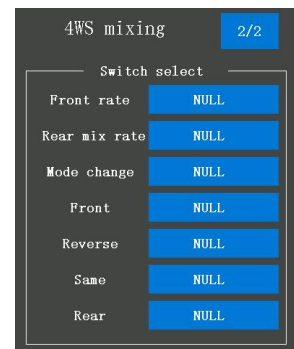 4WS mixing 2/2
Switch select
Front rate NULL
Rear mix rate NULL
Mode change NULL
Front NULL
Reverse NULL
Same NULL
Rear NULL